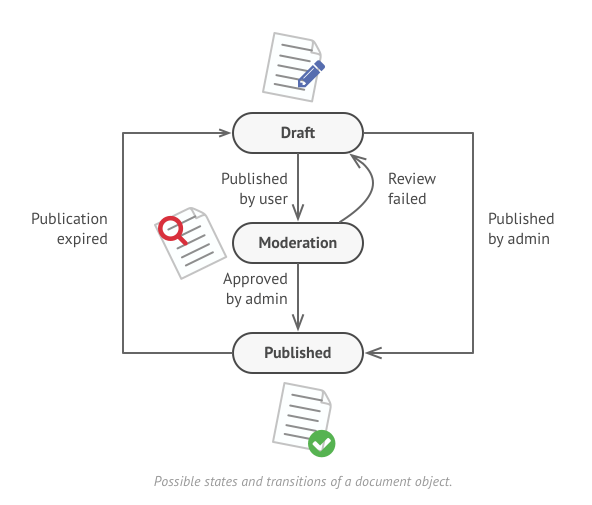 Draft
Published
by user
Review
failed
Publication
expired
Published
by admin
Moderation
Approved
by admin
Published
Possible states and transitions of a document object.